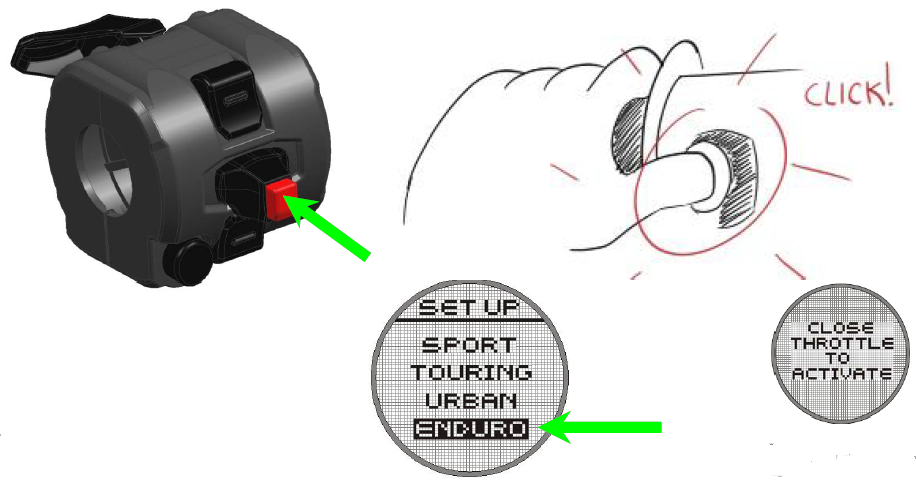 CLICK!
SET UP
SPORT
TOURING
URBAN
ENDURO
CLOSE
THROTTLE
TO
ACTIVATE